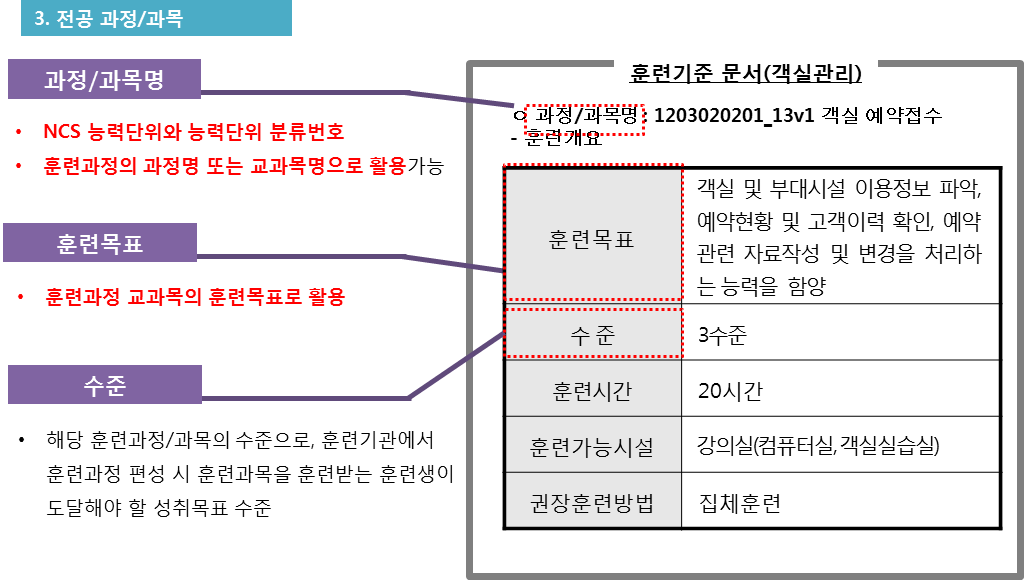 3. 전공 과정/과목
과정/과목명
• NCS 능력단위와 능력단위 분류번호
• 훈련과정의 과정명 또는 교과목명으로 활용가능
훈련목표
• 훈련과정 교과목의 훈련목표로 활용
수준
• 해당 훈련과정/과목의 수준으로, 훈련기관에서
훈련과정 편성 시 훈련과목을 훈련받는 훈련생이
도달해야 할 성취목표 수준
훈련기준 문서(객실관리)
ㅇ 과정/과목명: 1203020201_13v1 객실 예약접수
- 훈련개요
훈련목표
객실 및 부대시설 이용정보 파악,
예약현황 및 고객이력 확인, 예약
관련 자료작성 및 변경을 처리하
는 능력을 함양
수 준
3수준
훈련시간
20시간
훈련가능시설
강의실(컴퓨터실,객실실습실)
권장훈련방법
집체훈련